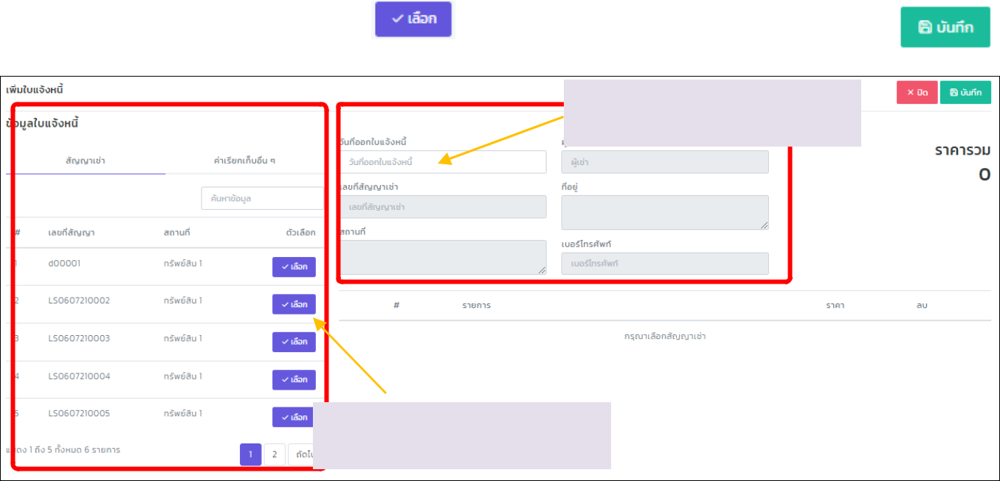 เลือก
บันทึก
เพิ่มใบแจ้งหนี้
ปิด
บันทึก
ข้อมูลใบแจ้งหนี้
สัญญาเช่า
ค่าเรียกเก็บอื่น ๆ
ค้นหาข้อมูล
# เลขที่สัญญา สถานที่ ตัวเลือก
1 d00001 ทรัพย์สิน 1 เลือก
2 LS0607210002 ทรัพย์สิน 1 เลือก
3 LS0607210003 ทรัพย์สิน 1 เลือก
4 LS0607210004 ทรัพย์สิน 1 เลือก
5 LS0607210005 ทรัพย์สิน 1 เลือก
แสดง 1 ถึง 5 ทั้งหมด 6 รายการ
1 2
วันที่ออกใบแจ้งหนี้
วันที่ออกใบแจ้งหนี้
ผู้เช่า
เลขที่สัญญาเช่า
เลขที่สัญญาเช่า
ที่อยู่
สถานที่
เบอร์โทรศัพท์
เบอร์โทรศัพท์
ราคารวม
0
# รายการ ราคา ลบ
กรุณาเลือกสัญญาเช่า